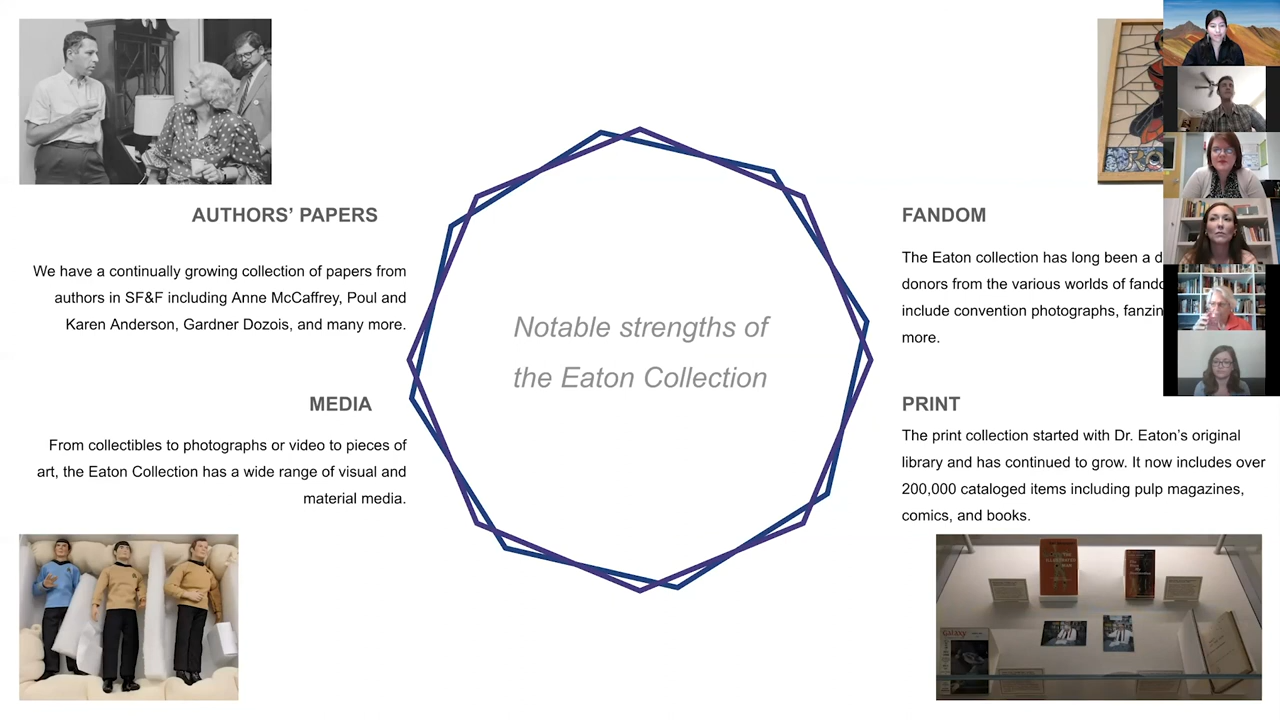 AUTHORS’ PAPERS
We have a continually growing collection of papers from
authors in SF&F including Anne McCaffrey, Poul and
Karen Anderson, Gardner Dozois, and many more.
MEDIA
From collectibles to photographs or video to pieces of
art, the Eaton Collection has a wide range of visual and
material media.
Notable strengths of
the Eaton Collection
FANDOM
The Eaton collection has long been a
donors from the various worlds of
include convention photographs,
more.
PRINT
The print collection started with Dr. Eaton’s original
library and has continued to grow. It now includes over
200,000 cataloged items including pulp magazines,
comics, and books.
Galaxy